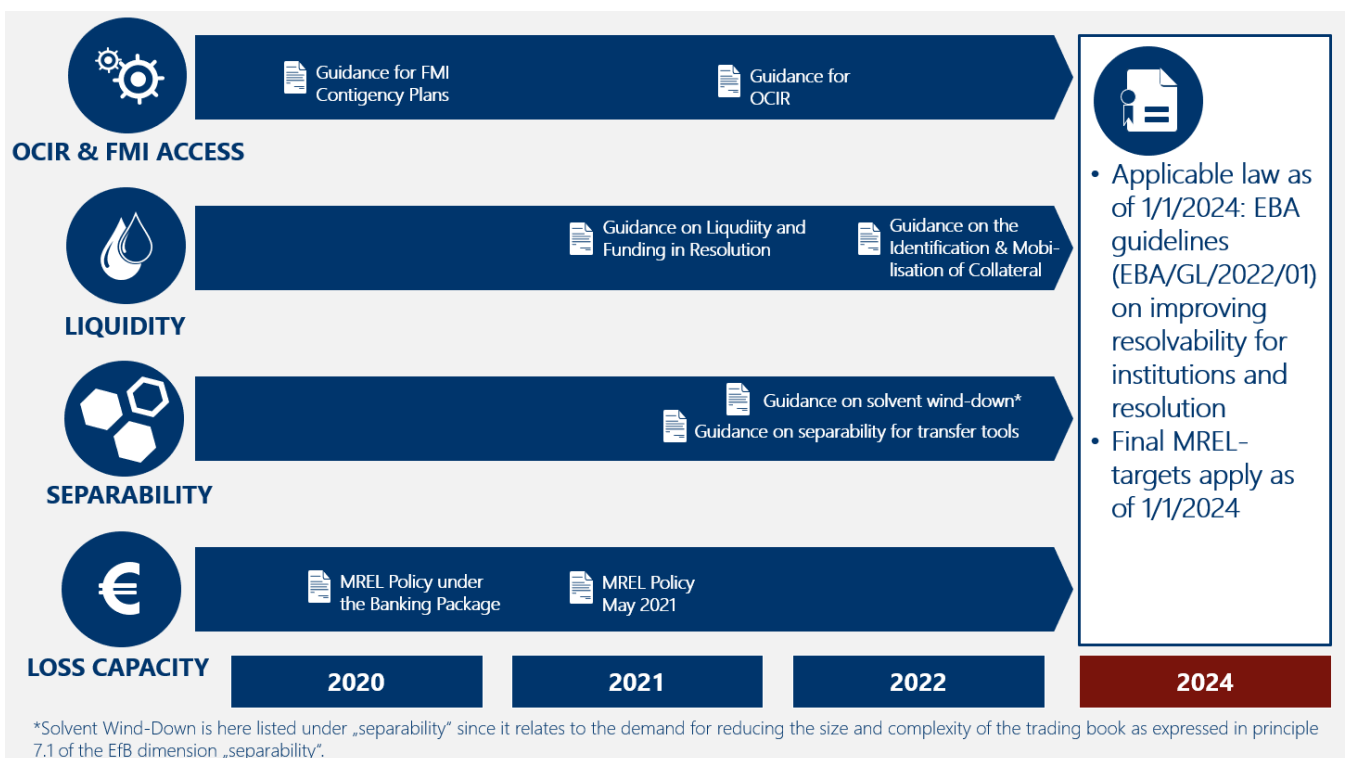 Guidance for FMI
Contigency Plans
Guidance for
OCIR
OCIR & FMI ACCESS
Guidance on Liqudiity and
Funding in Resolution
Guidance on the
Identification & Mobi-
lisation of Collateral
LIQUIDITY
Guidance on solvent wind-down*
Guidance on separability for transfer tools
SEPARABILITY
€
MREL Policy under
the Banking Package
MREL Policy
May 2021
LOSS CAPACITY
• Applicable law as
of 1/1/2024: EBA
guidelines
(EBA/GL/2022/01)
on improving
resolvability for
institutions and
resolution
• Final MREL-
targets apply as
of 1/1/2024
2020
2021
2022
2024
*Solvent Wind-Down is here listed under „separability“ since it relates to the demand for reducing the size and complexity of the trading book as expressed in principle
7.1 of the EfB dimension „separability“.